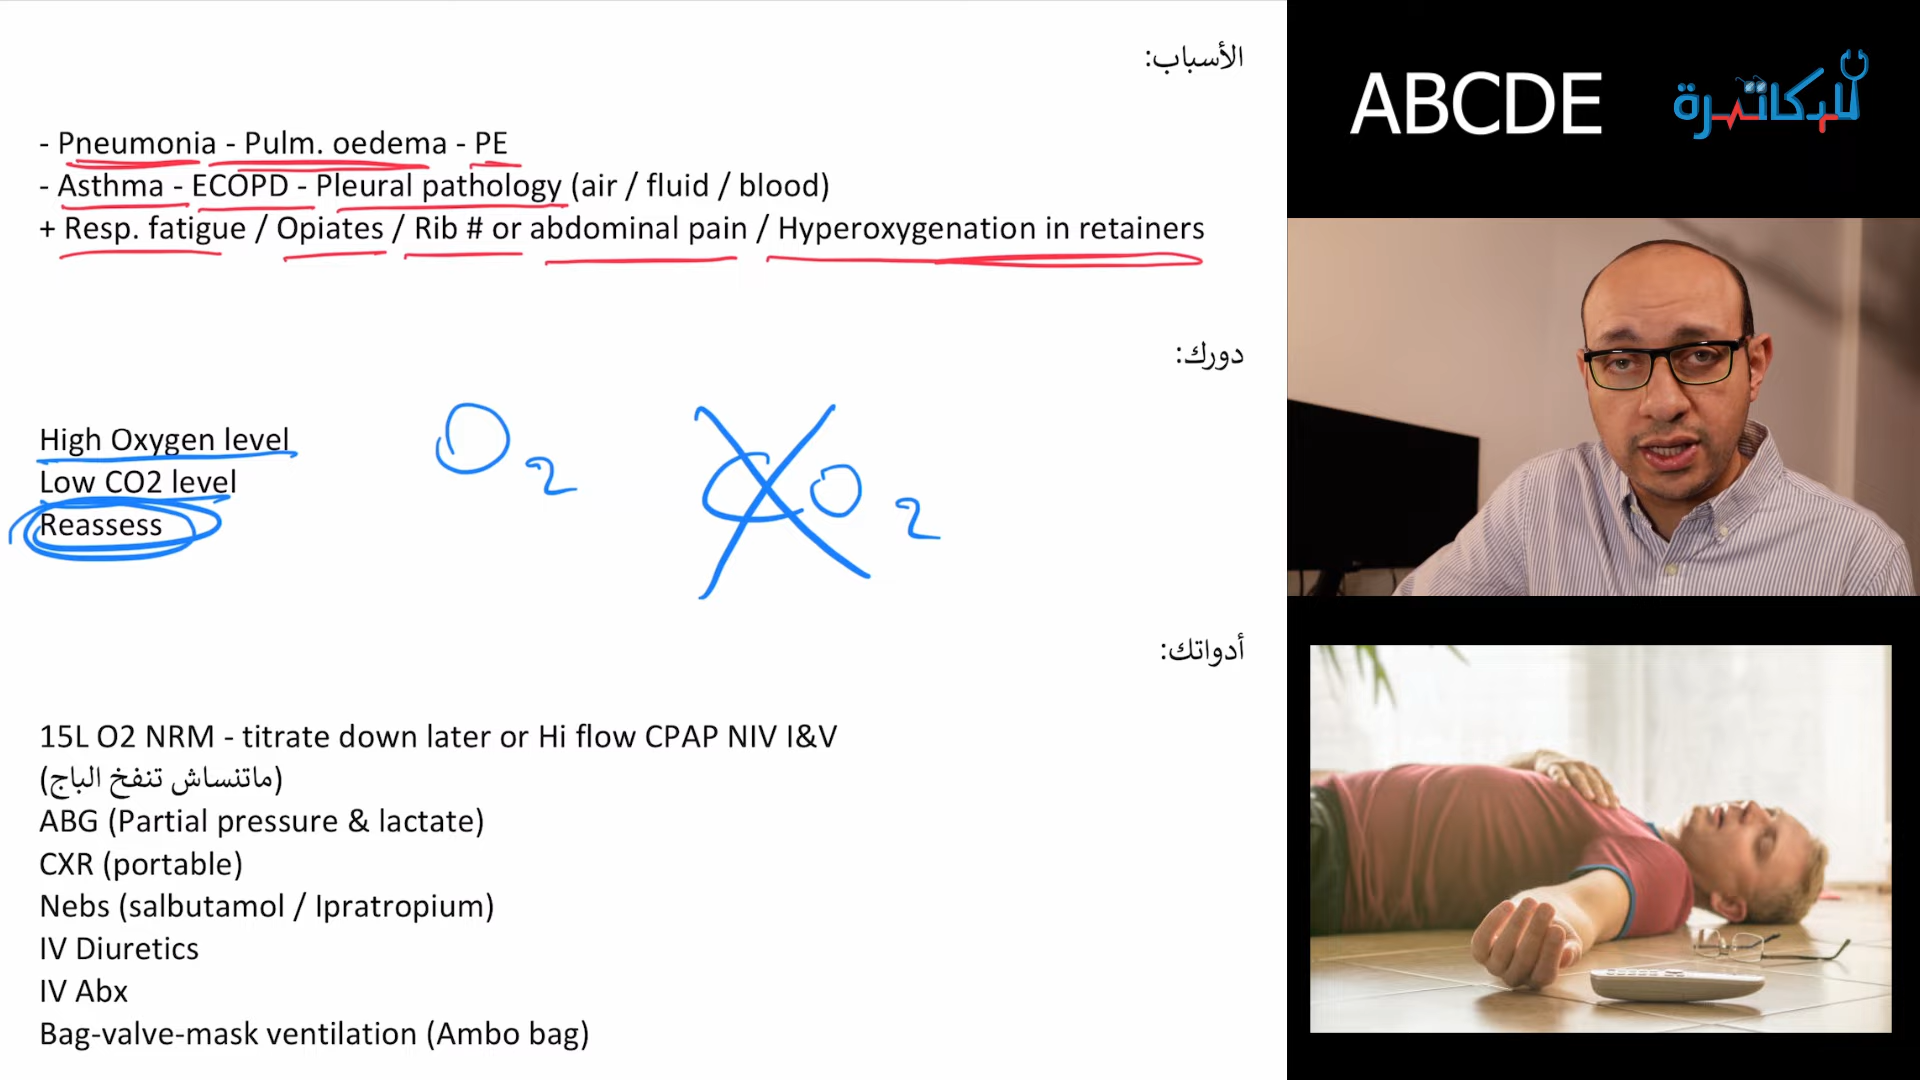 الأسباب:
- Pneumonia - Pulm. oedema - PE
- Asthma - ECOPD - Pleural pathology (air / fluid / blood)
+ Resp. fatigue / Opiates / Rib # or abdominal pain / Hyperoxygenation in retainers
دورك:
High Oxygen level
Low CO2 level
Reassess
O2
CO2
أدواتك:
15L O2 NRM - titrate down later or Hi flow CPAP NIV I&V
(ماتنساش تنفخ الباج)
ABG (Partial pressure & lactate)
CXR (portable)
Nebs (salbutamol / Ipratropium)
IV Diuretics
IV Abx
Bag-valve-mask ventilation (Ambo bag)
ABCDE
للدكاترة